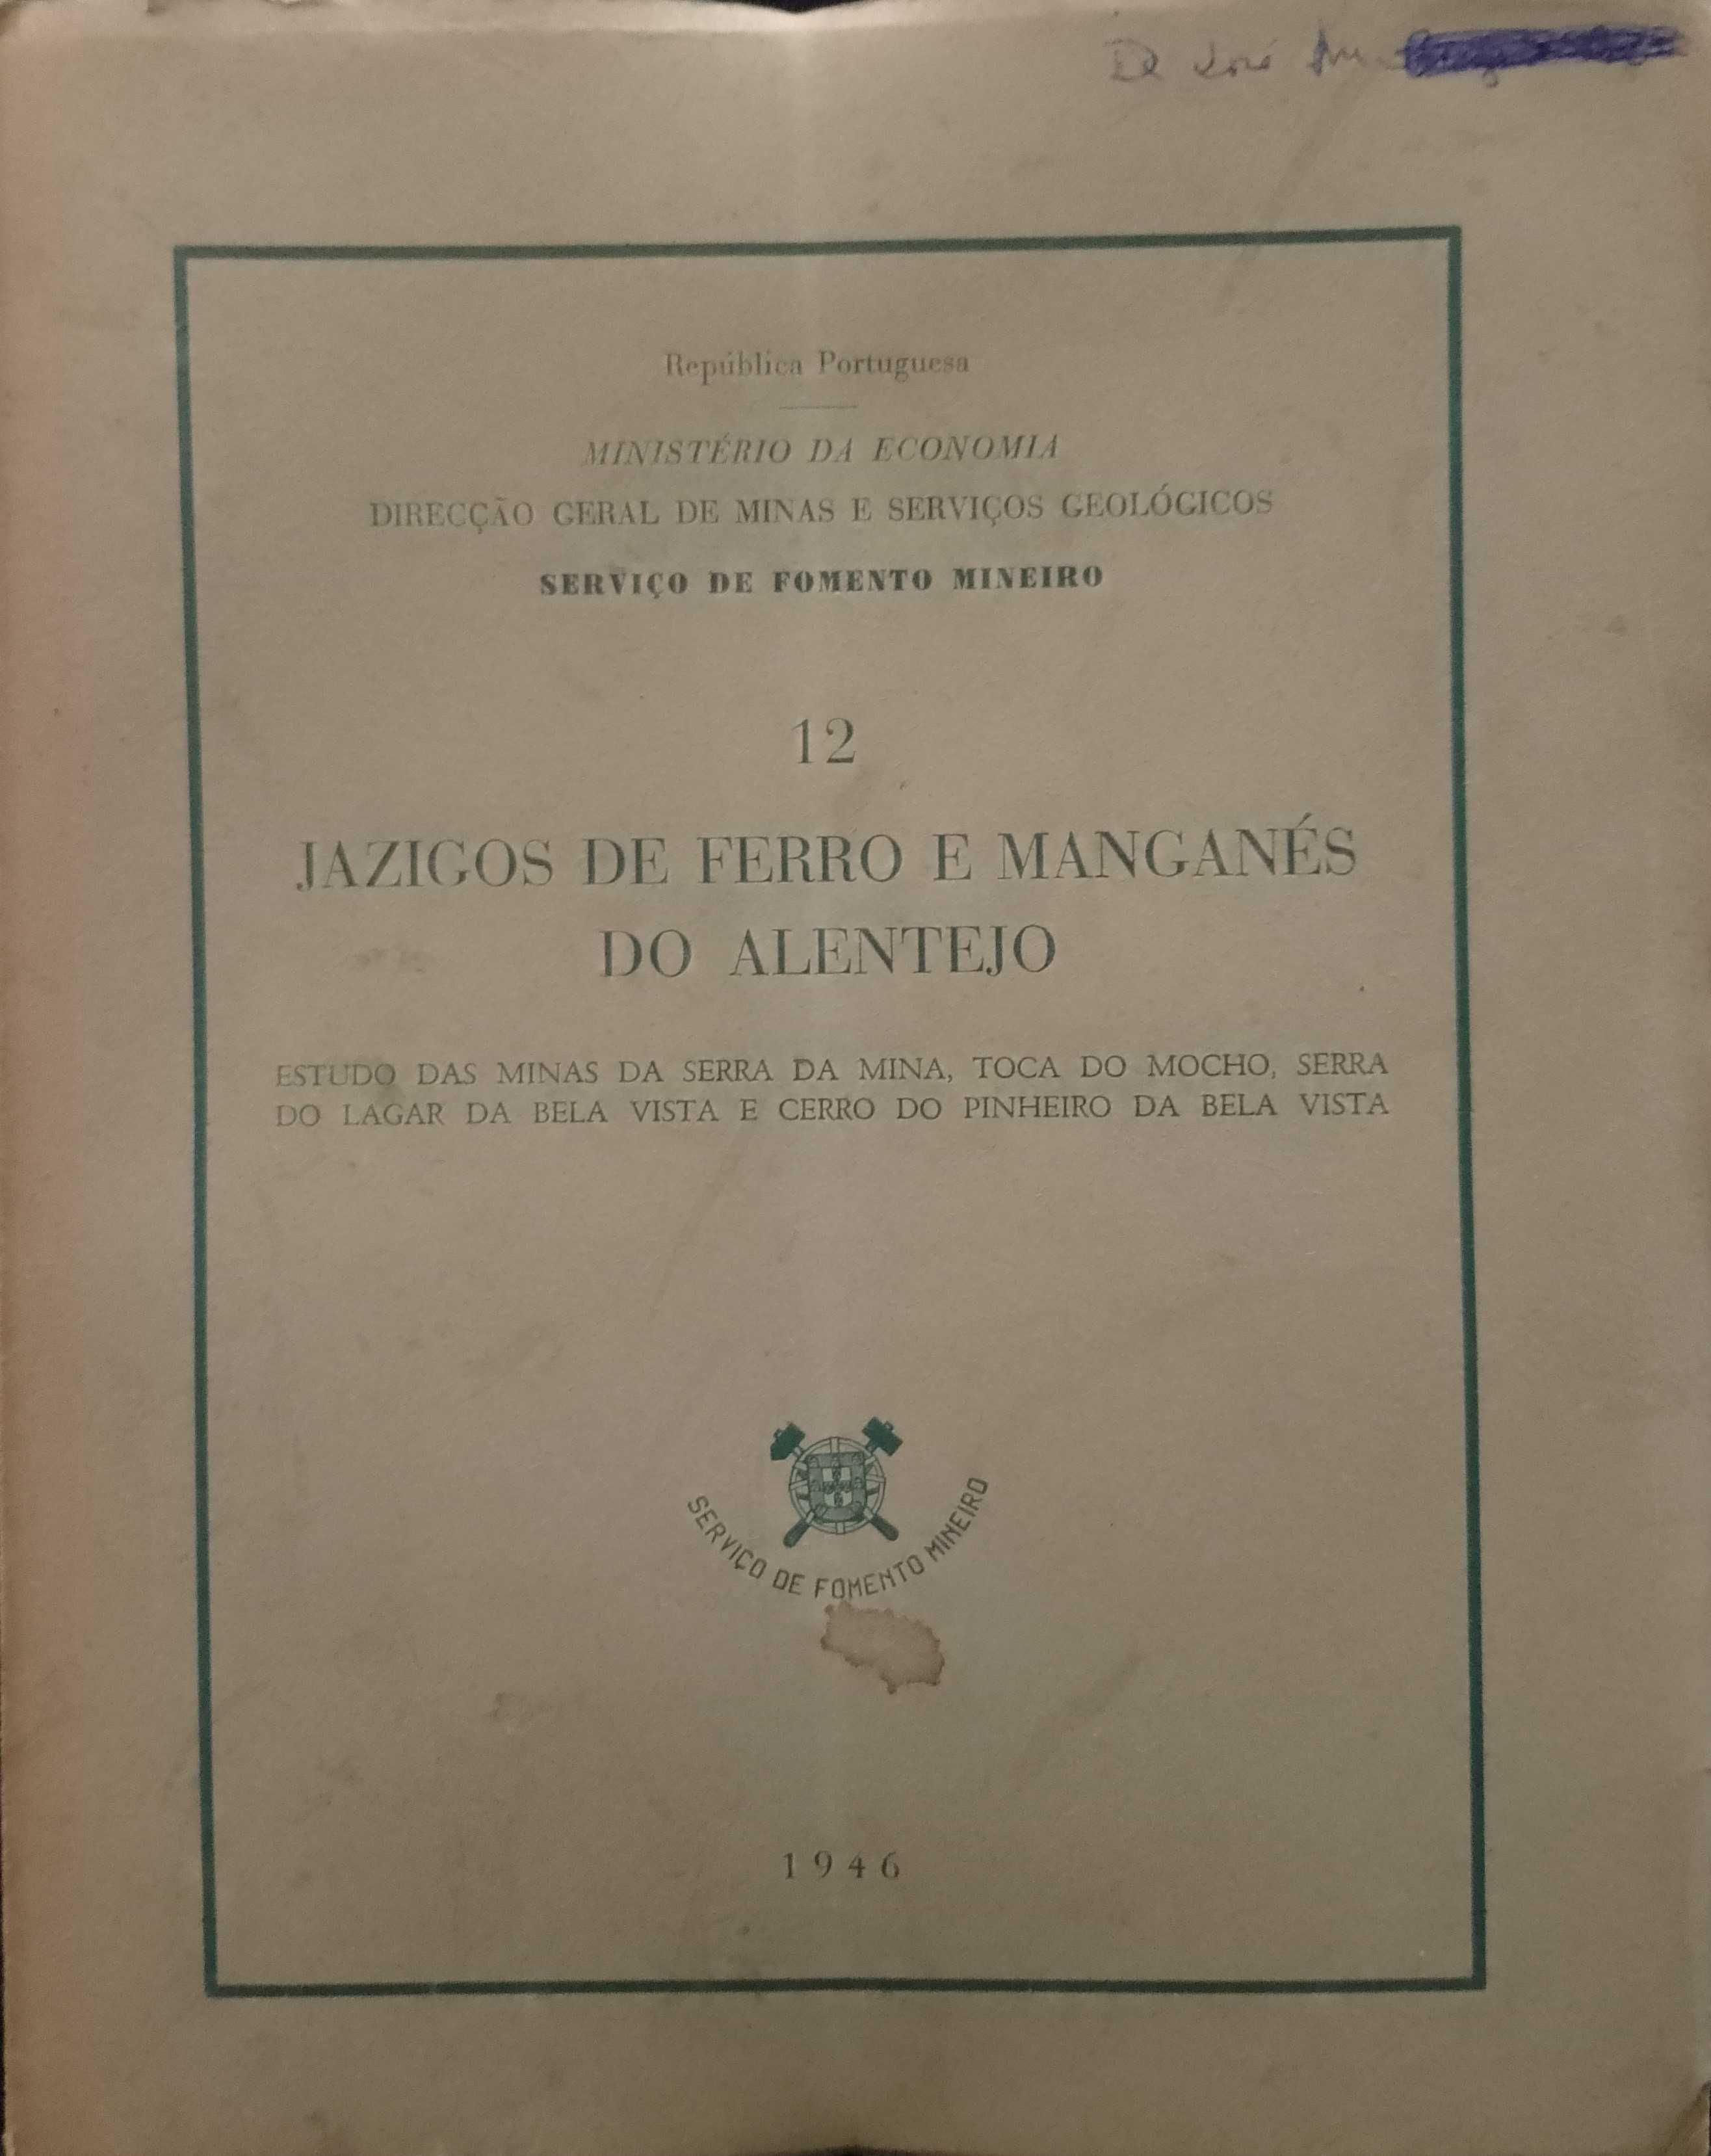 De José
República Portuguesa
MINISTÉRIO DA ECONOMIA
DIRECÇÃO GERAL DE MINAS E SERVIÇOS GEOLÓGICOS
SERVIÇO DE FOMENTO MINEIRO
12
JAZIGOS DE FERRO E MANGANÉS
DO ALENTEJO
ESTUDO DAS MINAS DA SERRA DA MINA, TOCA DO MOCHO, SERRA
DO LAGAR DA BELA VISTA E CERRO DO PINHEIRO DA BELA VISTA
SERVIÇO DE FOMENTO MINEIRO
1946